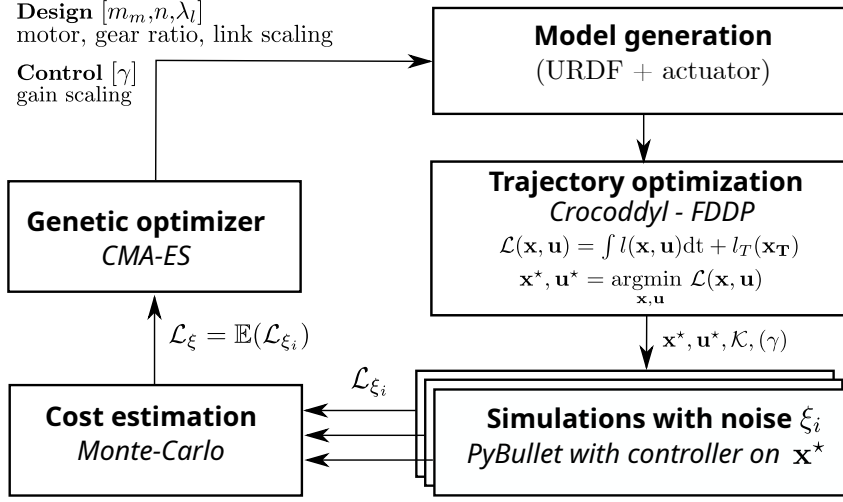 Design [m_m,n,λ_l]
motor, gear ratio, link scaling
Control [γ]
gain scaling
Model generation
(URDF + actuator)
Trajectory optimization
Crocoddyl - FDDP
ℒ(x, u) = ∫ l(x, u)dt + l_T(x_T)
x⋆, u⋆ = argmin ℒ(x, u)
x,u
Genetic optimizer
CMA-ES
x⋆, u⋆, 𝒦, (γ)
ℒ_ξ = 𝔼(ℒ_ξᵢ)
ℒ_ξᵢ
Cost estimation
Monte-Carlo
Simulations with noise ξᵢ
PyBullet with controller on x⋆